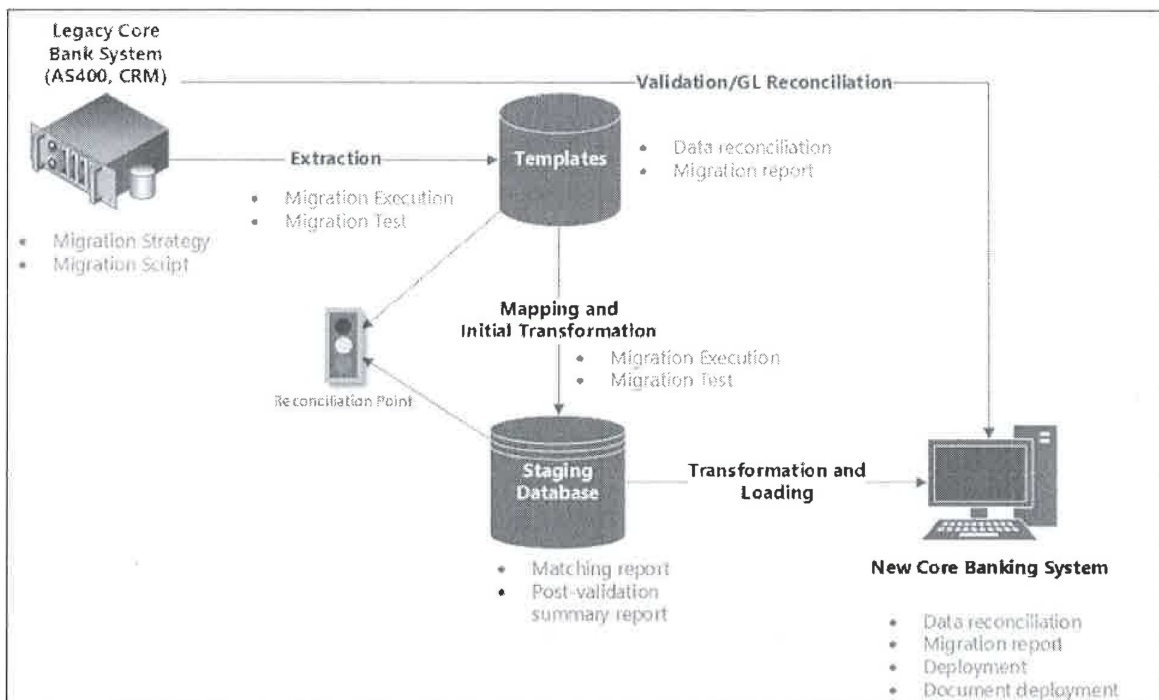 Legacy Core
Bank System
(AS400, CRM)
Validation/GL Reconciliation
Templates
• Data reconciliation
• Migration report
Extraction
• Migration Execution
• Migration Test
• Migration Strategy
• Migration Script
Mapping and
Initial Transformation
• Migration Execution
• Migration Test
Reconciliation Point
Staging
Database
Transformation and
Loading
• Matching report
• Post-validation
summary report
New Core Banking System
• Data reconciliation
• Migration report
• Deployment
• Document deployment